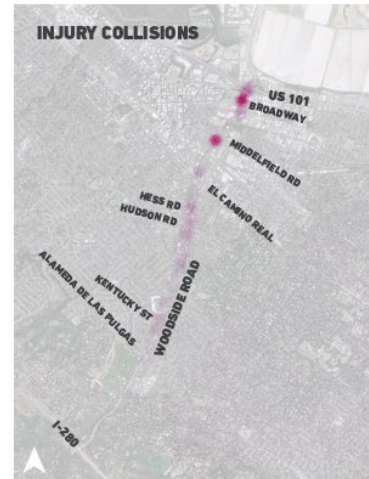 INJURY COLLISIONS
US 101
BROADWAY
MIDDELFIELD RD
EL CAMINO REAL
HESS RD
HUDSON RD
KENTUCKY ST
ALAMEDA DE LAS PULGAS
WOODSIDE ROAD
I-280